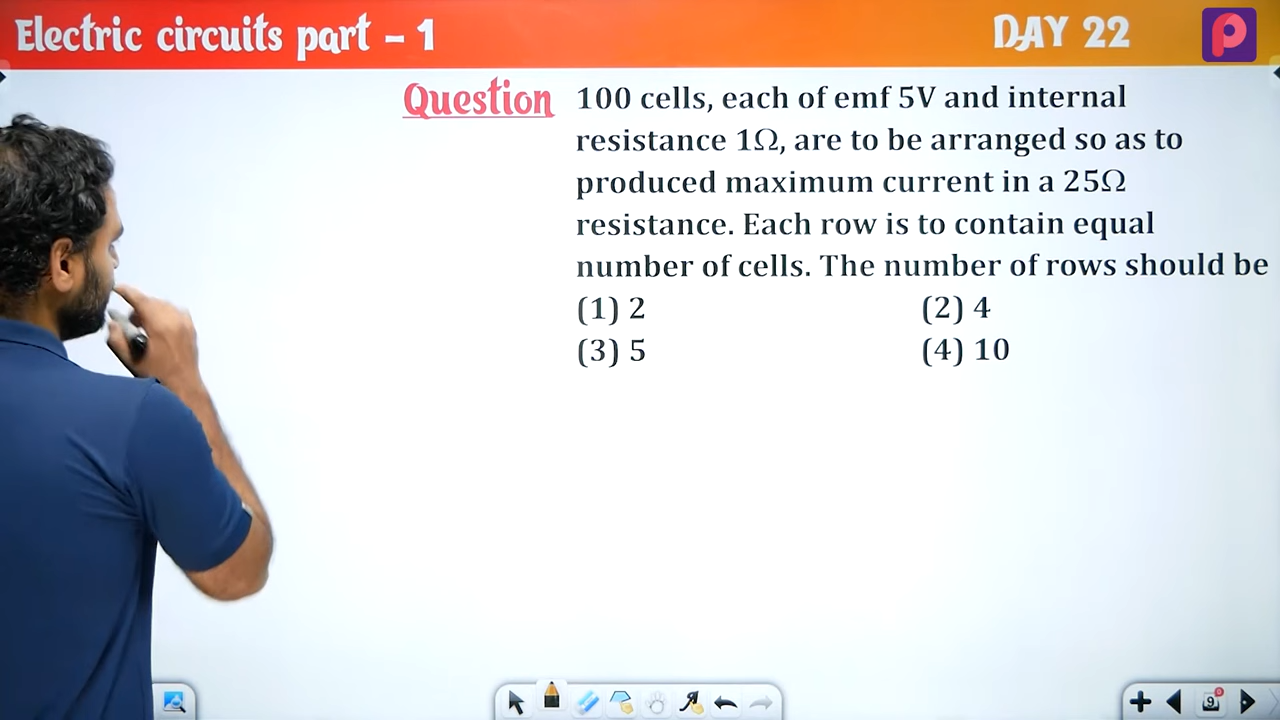 Electric circuits part – 1
DAY 22
Question
100 cells, each of emf 5V and internal
resistance 1Ω, are to be arranged so as to
produced maximum current in a 25Ω
resistance. Each row is to contain equal
number of cells. The number of rows should be
(1) 2 (2) 4
(3) 5 (4) 10
9